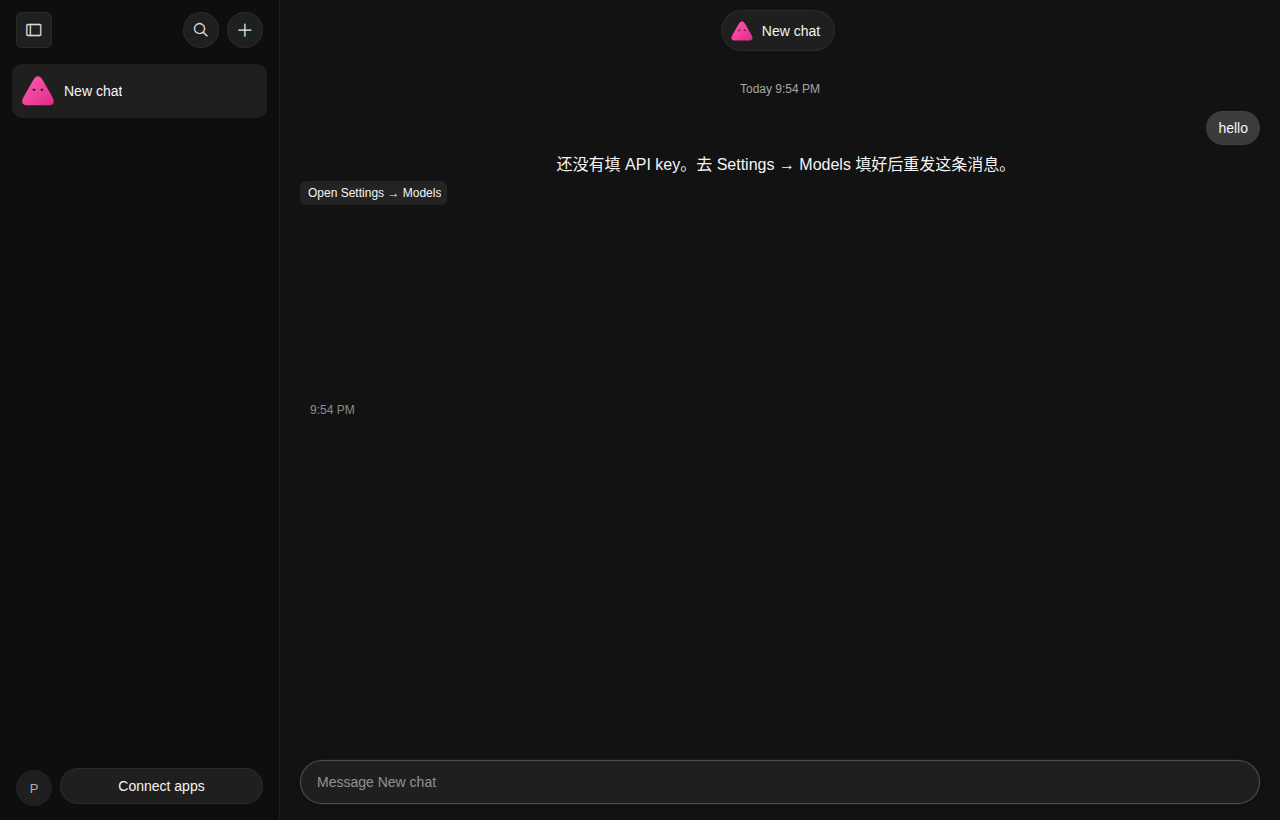 New chat
New chat
Today 9:54 PM
hello
还没有填 API key。去 Settings → Models 填好后重发这条消息。
Open Settings → Models
9:54 PM
P
Connect apps
Message New chat